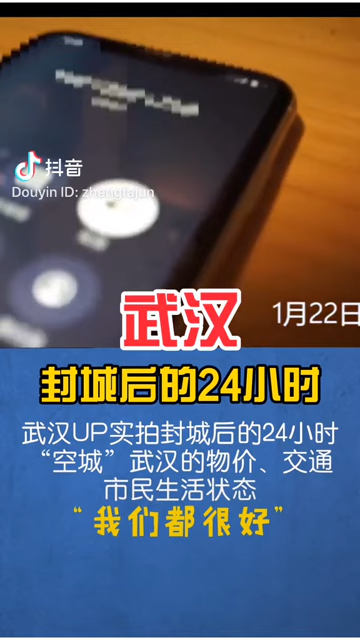 抖音
Douyin ID: zhengtajun
武汉
1月22日
封城后的24小时
武汉UP实拍封城后的24小时
“空城”武汉的物价、交通
市民生活状态
“我们都很好”